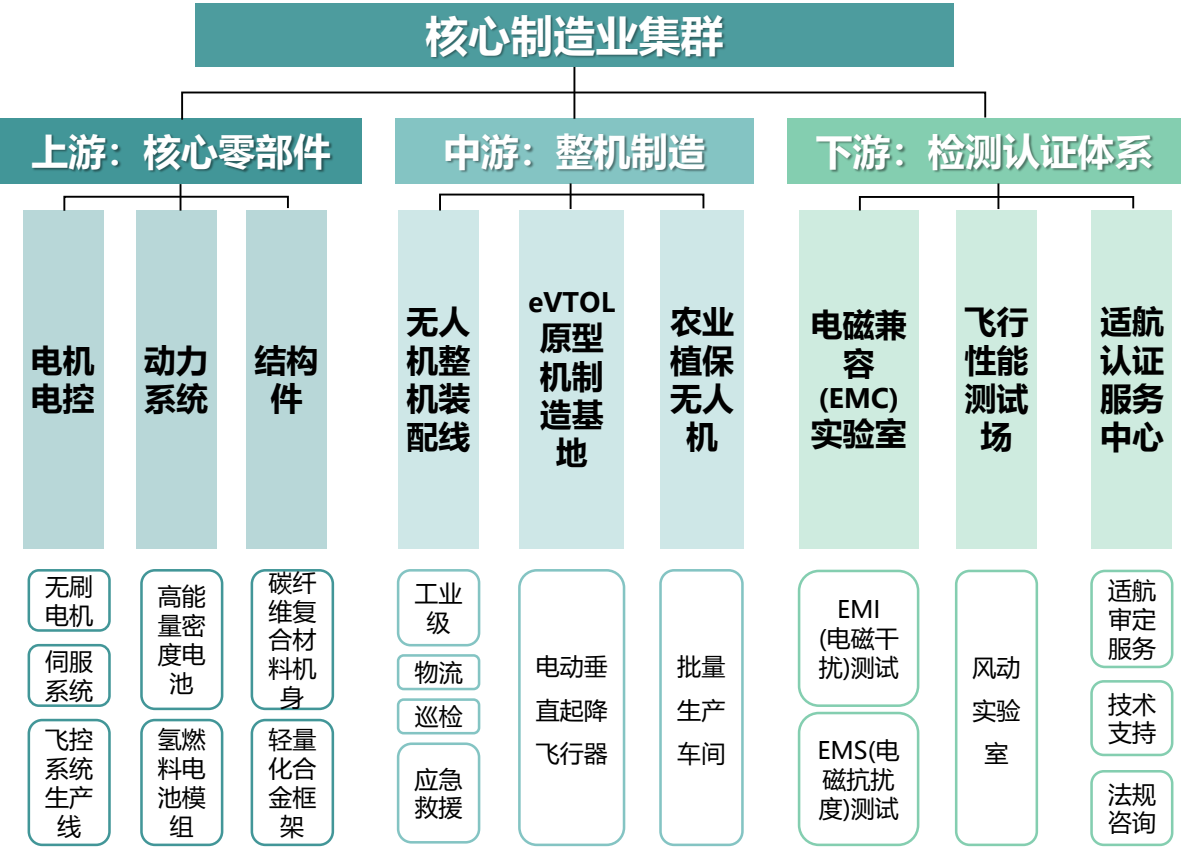 核心制造业集群
上游：核心零部件
中游：整机制造
下游：检测认证体系
电机
电控
动力
系统
结构
件
无人
机整
机装
配线
eVTOL
原型
机制
造基
地
农业
植保
无人
机
电磁兼
容
(EMC)
实验室
飞行
性能
测试
场
适航
认证
服务
中心
无刷
电机
伺服
系统
飞控
系统
生产
线
高能
量密
度电
池
氢燃
料电
池模
组
碳纤
维复
合材
料机
身
轻量
化合
金框
架
工业
级
物流
巡检
应急
救援
电动垂
直起降
飞行器
批量
生产
车间
EMI
(电磁干
扰)测试
EMS(电
磁抗扰
度)测试
风动
实验
室
适航
审定
服务
技术
支持
法规
咨询